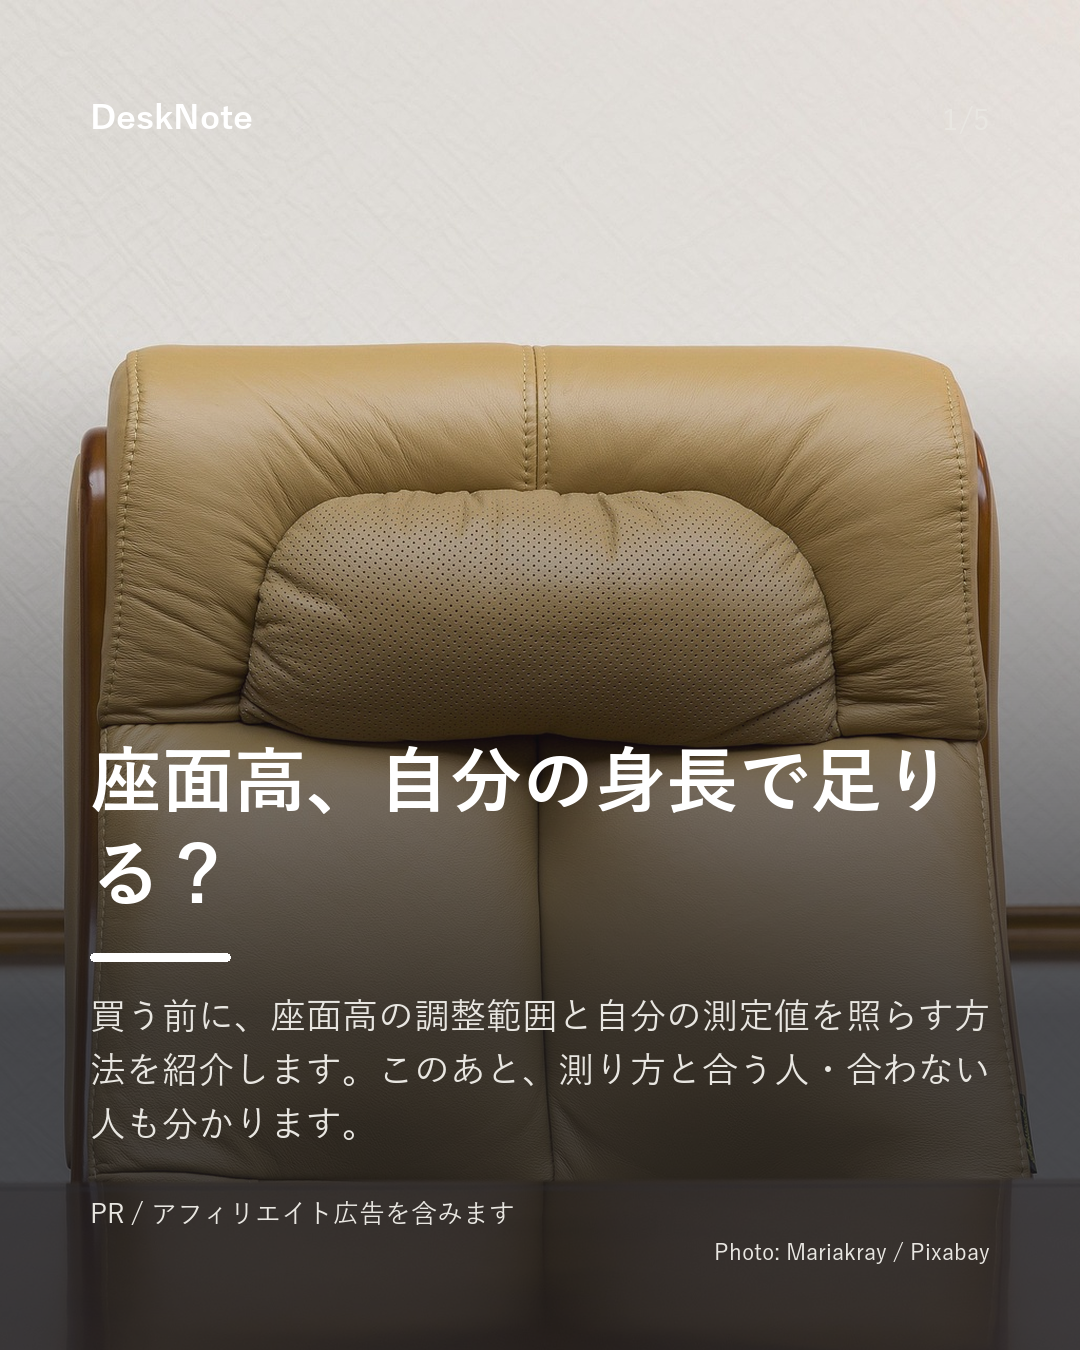 DeskNote
1/5
座面高、自分の身長で足り
る？
買う前に、座面高の調整範囲と自分の測定値を照らす方
法を紹介します。このあと、測り方と合う人・合わない
人も分かります。
PR / アフィリエイト広告を含みます
Photo: Mariakray / Pixabay